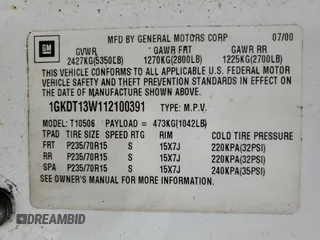 GM
MFD BY GENERAL MOTORS CORP 07/00
GVWR GAWR FRT GAWR RR
2427KG(5350LB) 1270KG(2800LB) 1225KG(2700LB)
THIS VEHICLE CONFORMS TO ALL APPLICABLE U.S. FEDERAL MOTOR
VEHICLE SAFETY AND THEFT PREVENTION STANDARDS IN EFFECT ON
THE DATE OF MANUFACTURE SHOWN ABOVE.
1GKDT13W112100391 TYPE: M.P.V.
MODEL: T10506 PAYLOAD = 473KG(1042LB)
TPAD TIRE SIZE SPEED RTG RIM COLD TIRE PRESSURE
FRT P235/70R15 S 15X7J 220KPA(32PSI)
RR P235/70R15 S 15X7J 220KPA(32PSI)
SPA P235/70R15 S 15X7J 240KPA(35PSI)
SEE OWNER'S MANUAL FOR MORE INFORMATION.
DREAMBID